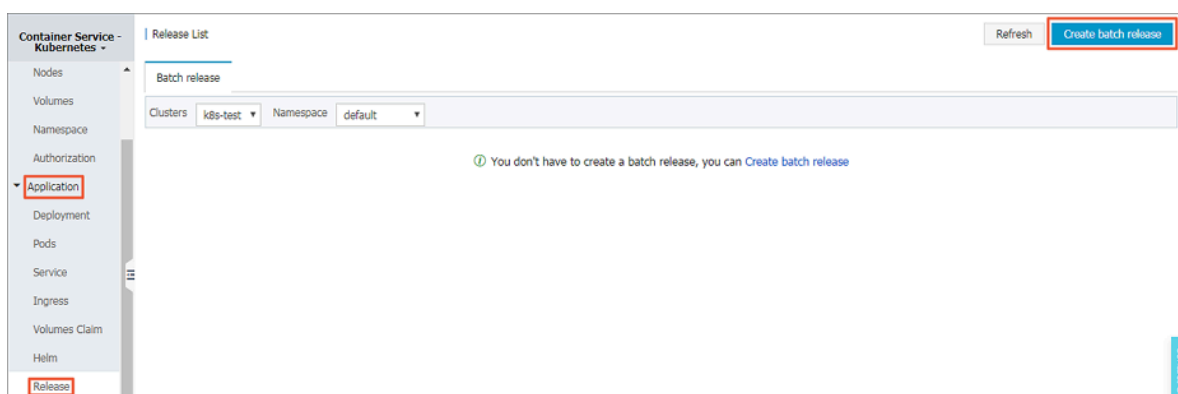 Container Service -
Kubernetes
Nodes
Volumes
Namespace
Authorization
Application
Deployment
Pods
Service
Ingress
Volumes Claim
Helm
Release
Release List
Refresh
Create batch release
Batch release
Clusters
k8s-test
Namespace
default
You don't have to create a batch release, you can Create batch release